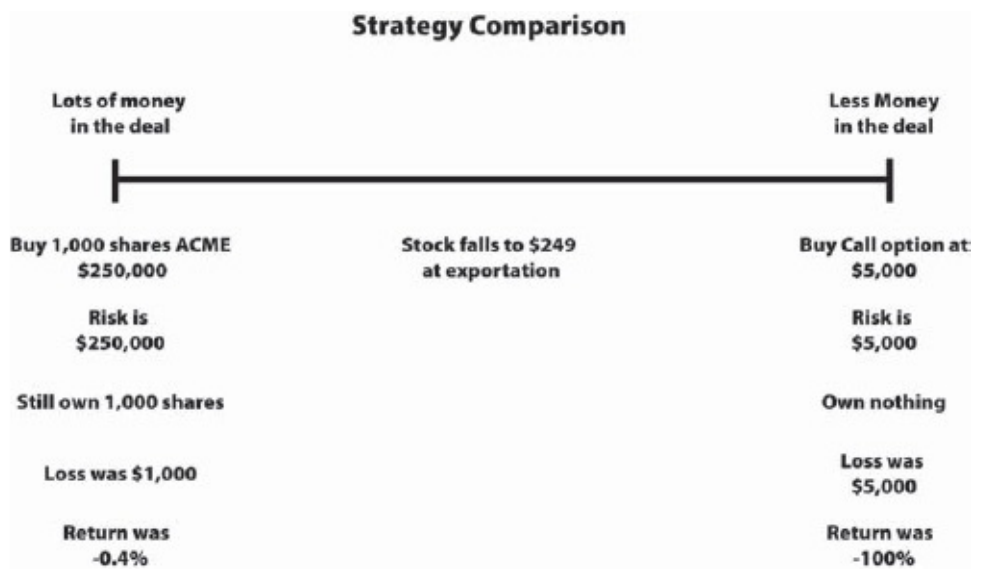 Strategy Comparison
Lots of money
in the deal
Less Money
in the deal
Buy 1,000 shares ACME
$250,000
Stock falls to $249
at exportation
Buy Call option at:
$5,000
Risk is
$250,000
Risk is
$5,000
Still own 1,000 shares
Own nothing
Loss was $1,000
Loss was
$5,000
Return was
-0.4%
Return was
-100%